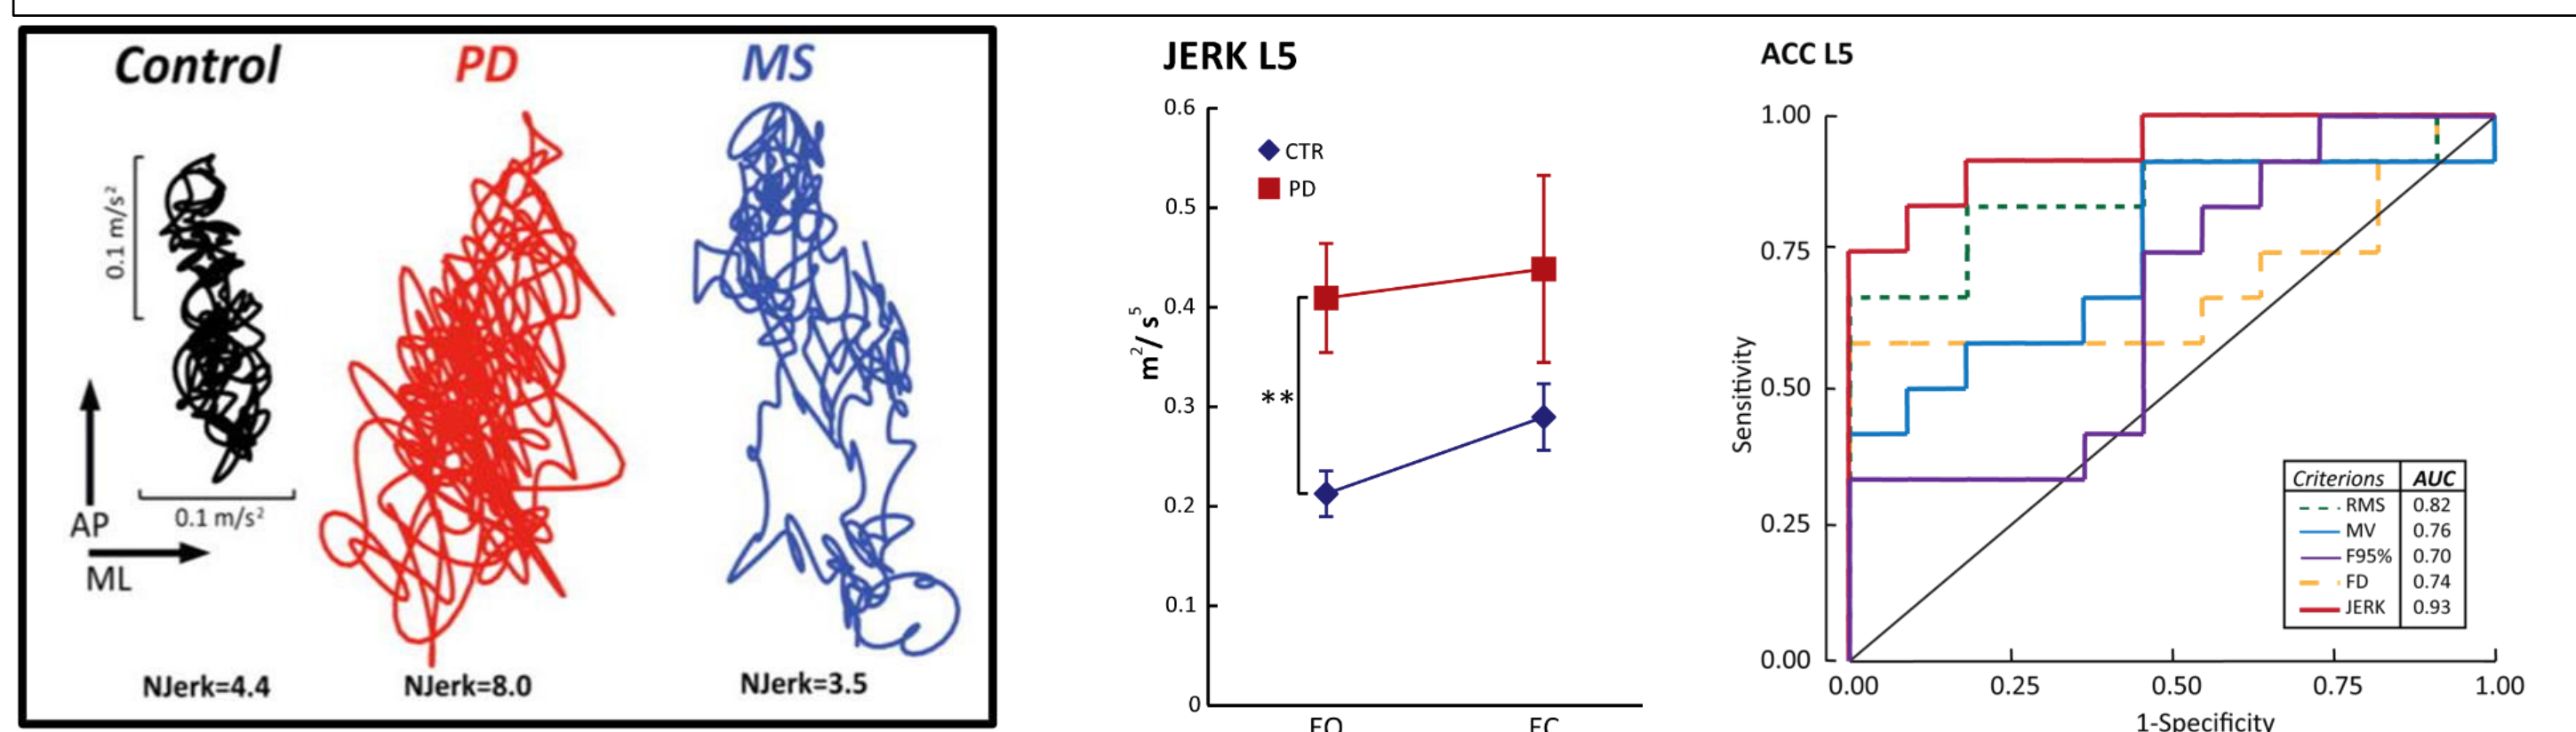 Control PD MS
0.1 m/s²
AP
ML
0.1 m/s²
NJerk=4.4 NJerk=8.0 NJerk=3.5
JERK L5
0.6
0.5
0.4
0.3
0.2
0.1
0
m²/s⁵
CTR
PD
**
EO EC
ACC L5
1.00
0.75
0.50
0.25
0.00
Sensitivity
Criterions AUC
RMS 0.82
MV 0.76
F95% 0.70
FD 0.74
JERK 0.93
0.00 0.25 0.50 0.75 1.00
1-Specificity